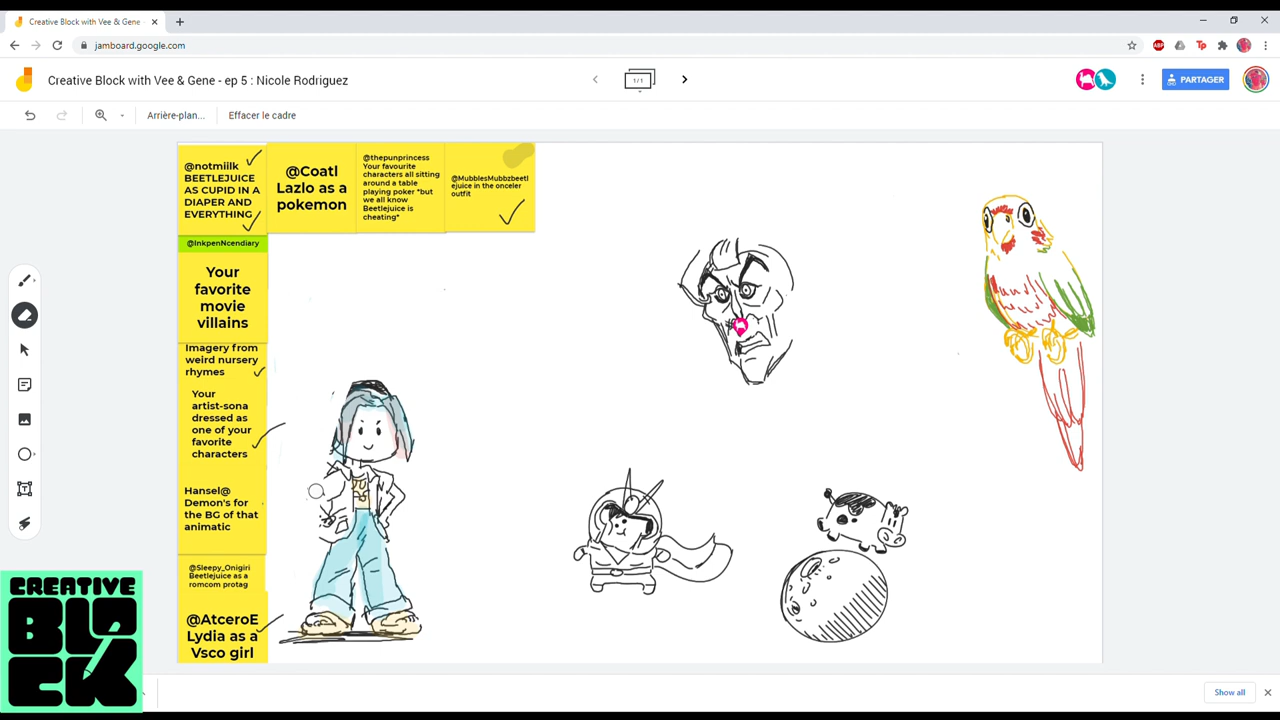 Creative Block with Vee & Gene -
jamboard.google.com
ABP
Tp
Creative Block with Vee & Gene - ep 5 : Nicole Rodriguez
1/1
PARTAGER
Arrière-plan...
Effacer le cadre
@notmiilk
BEETLEJUICE
AS CUPID IN A
DIAPER AND
EVERYTHING
@Coatl
Lazlo as a
pokemon
@thepunprincess
Your favourite
characters all sitting
around a table
playing poker *but
we all know
Beetlejuice is
cheating*
@MubblesMubbzbeetl
ejuice in the onceler
outfit
@InkpenNcendiary
Your
favorite
movie
villains
Imagery from
weird nursery
rhymes
Your
artist-sona
dressed as
one of your
favorite
characters
Hansel@
Demon's for
the BG of that
animatic
@Sleepy_Onigiri
Beetlejuice as a
romcom protag
@AtceroE
Lydia as a
Vsco girl
CREATIVE
BLOCK
Show all